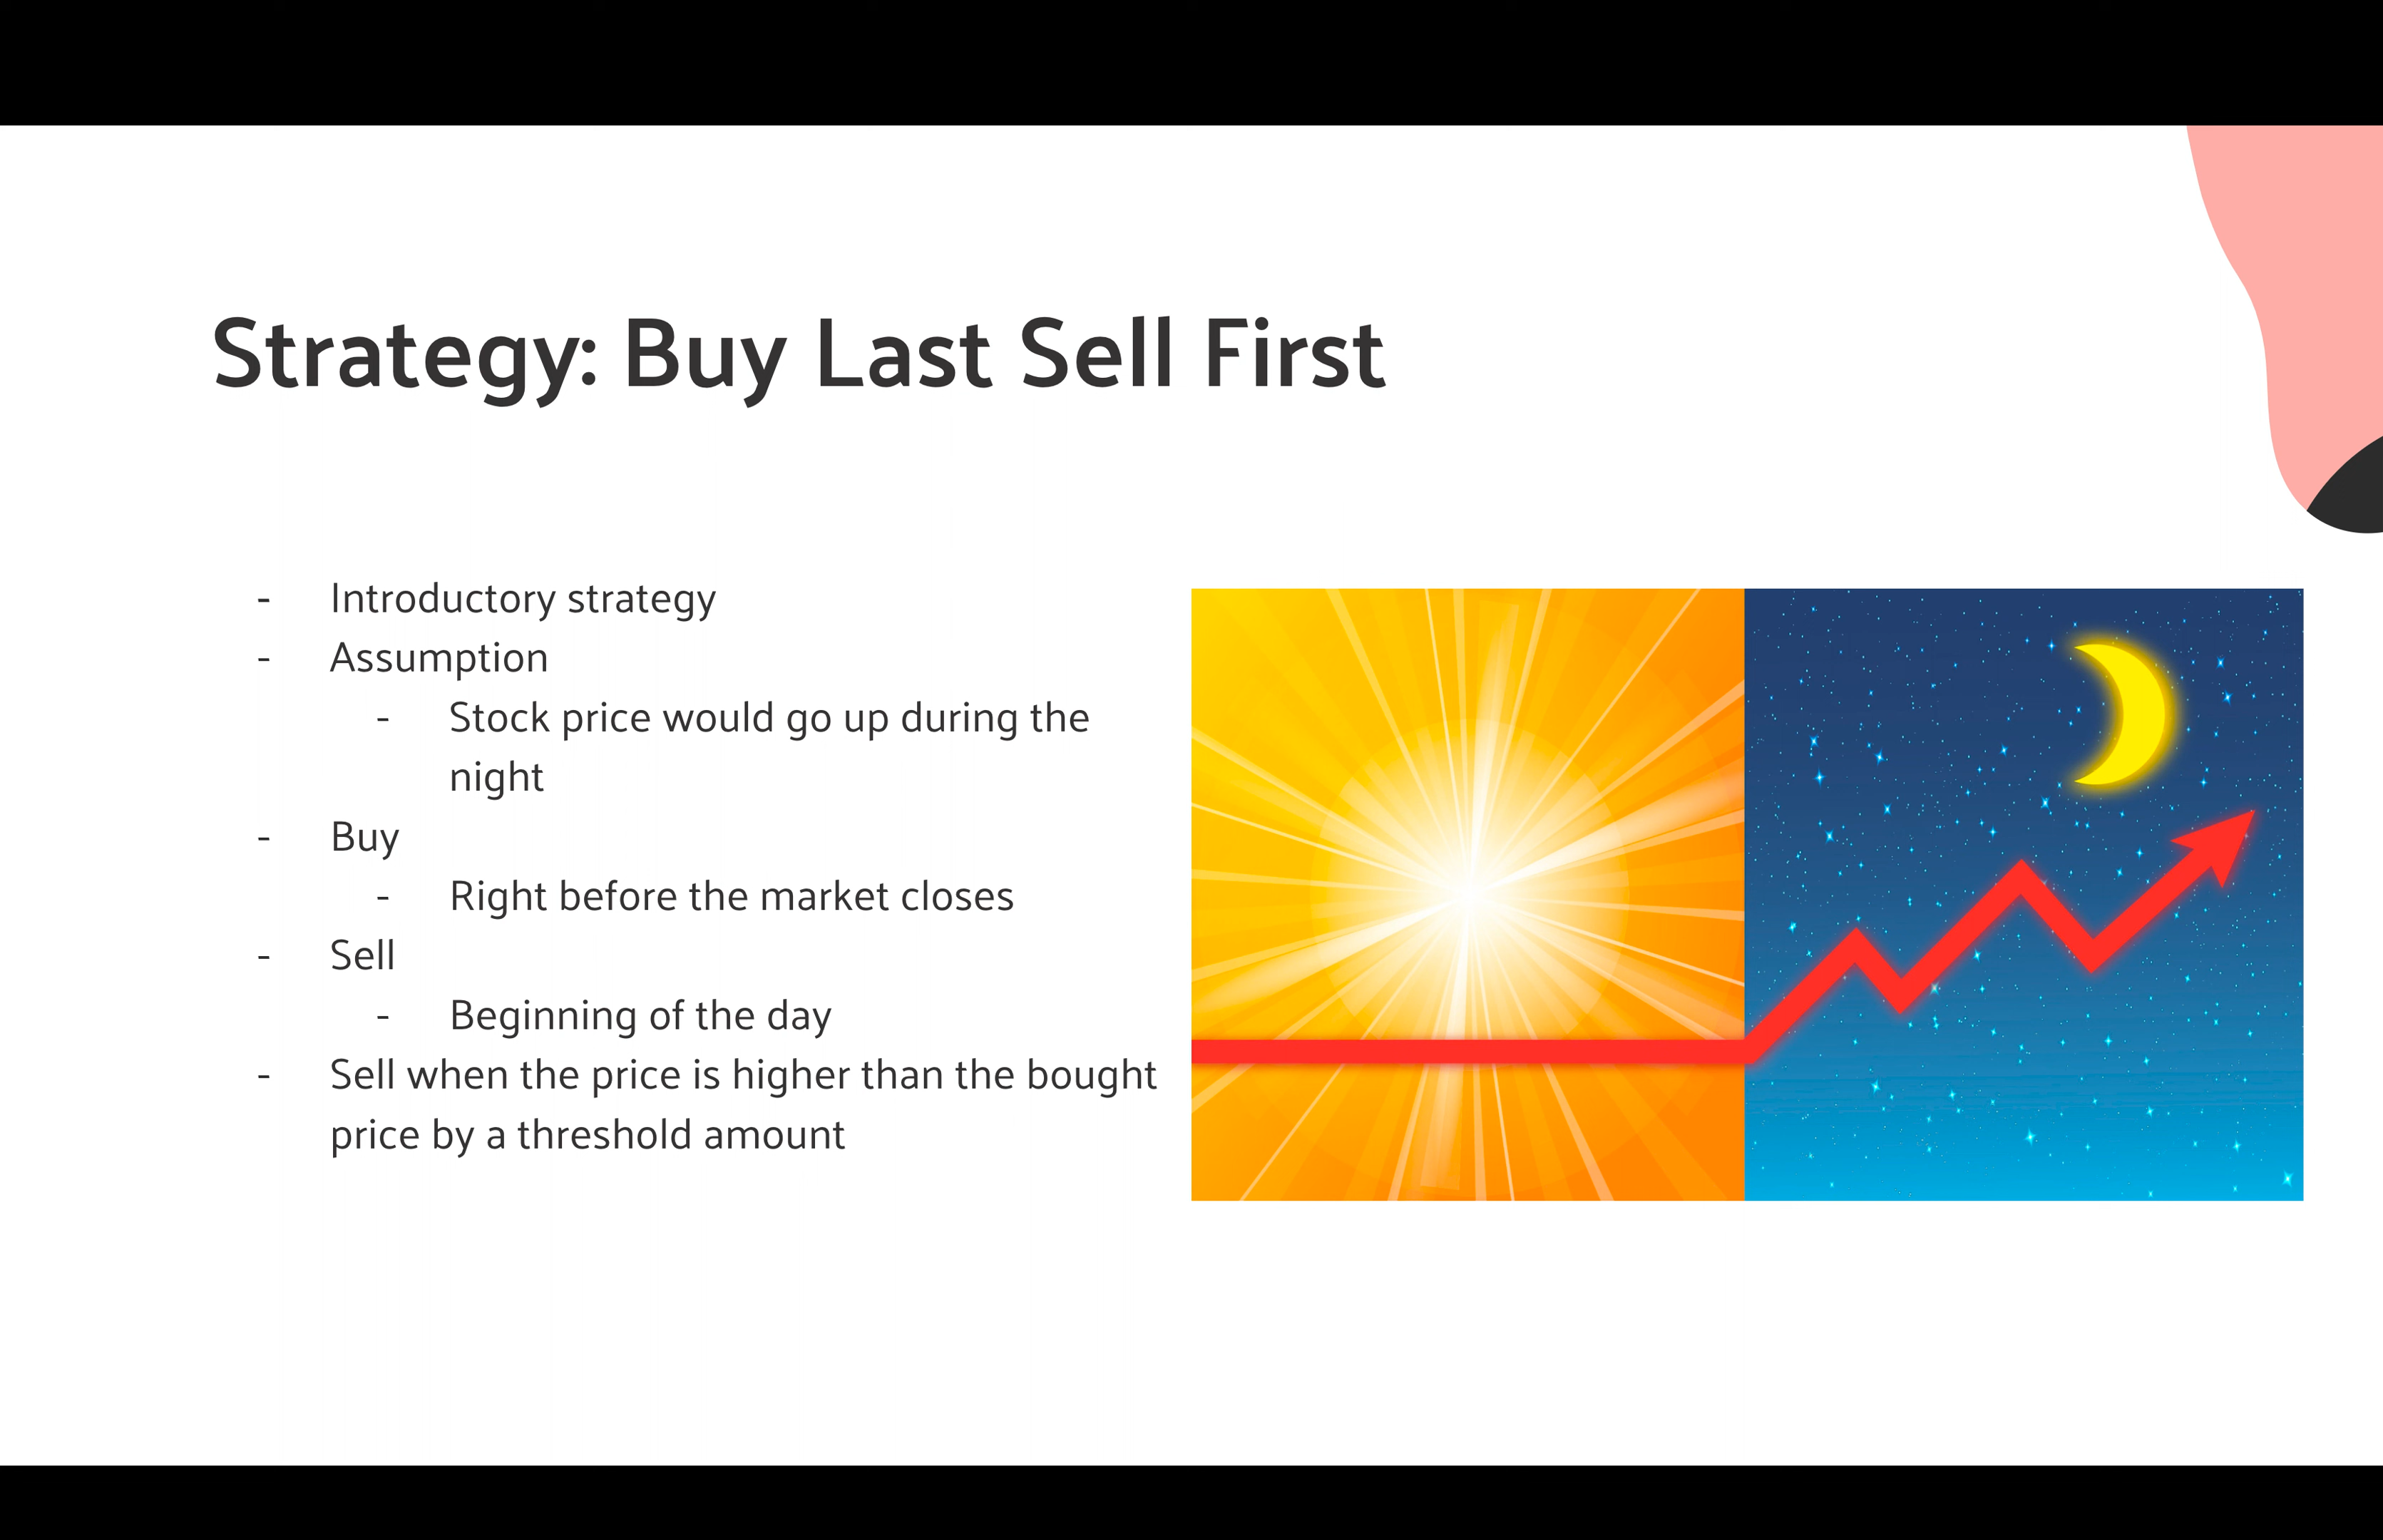 Strategy: Buy Last Sell First
- Introductory strategy
- Assumption
- Stock price would go up during the
night
- Buy
- Right before the market closes
- Sell
- Beginning of the day
- Sell when the price is higher than the bought
price by a threshold amount